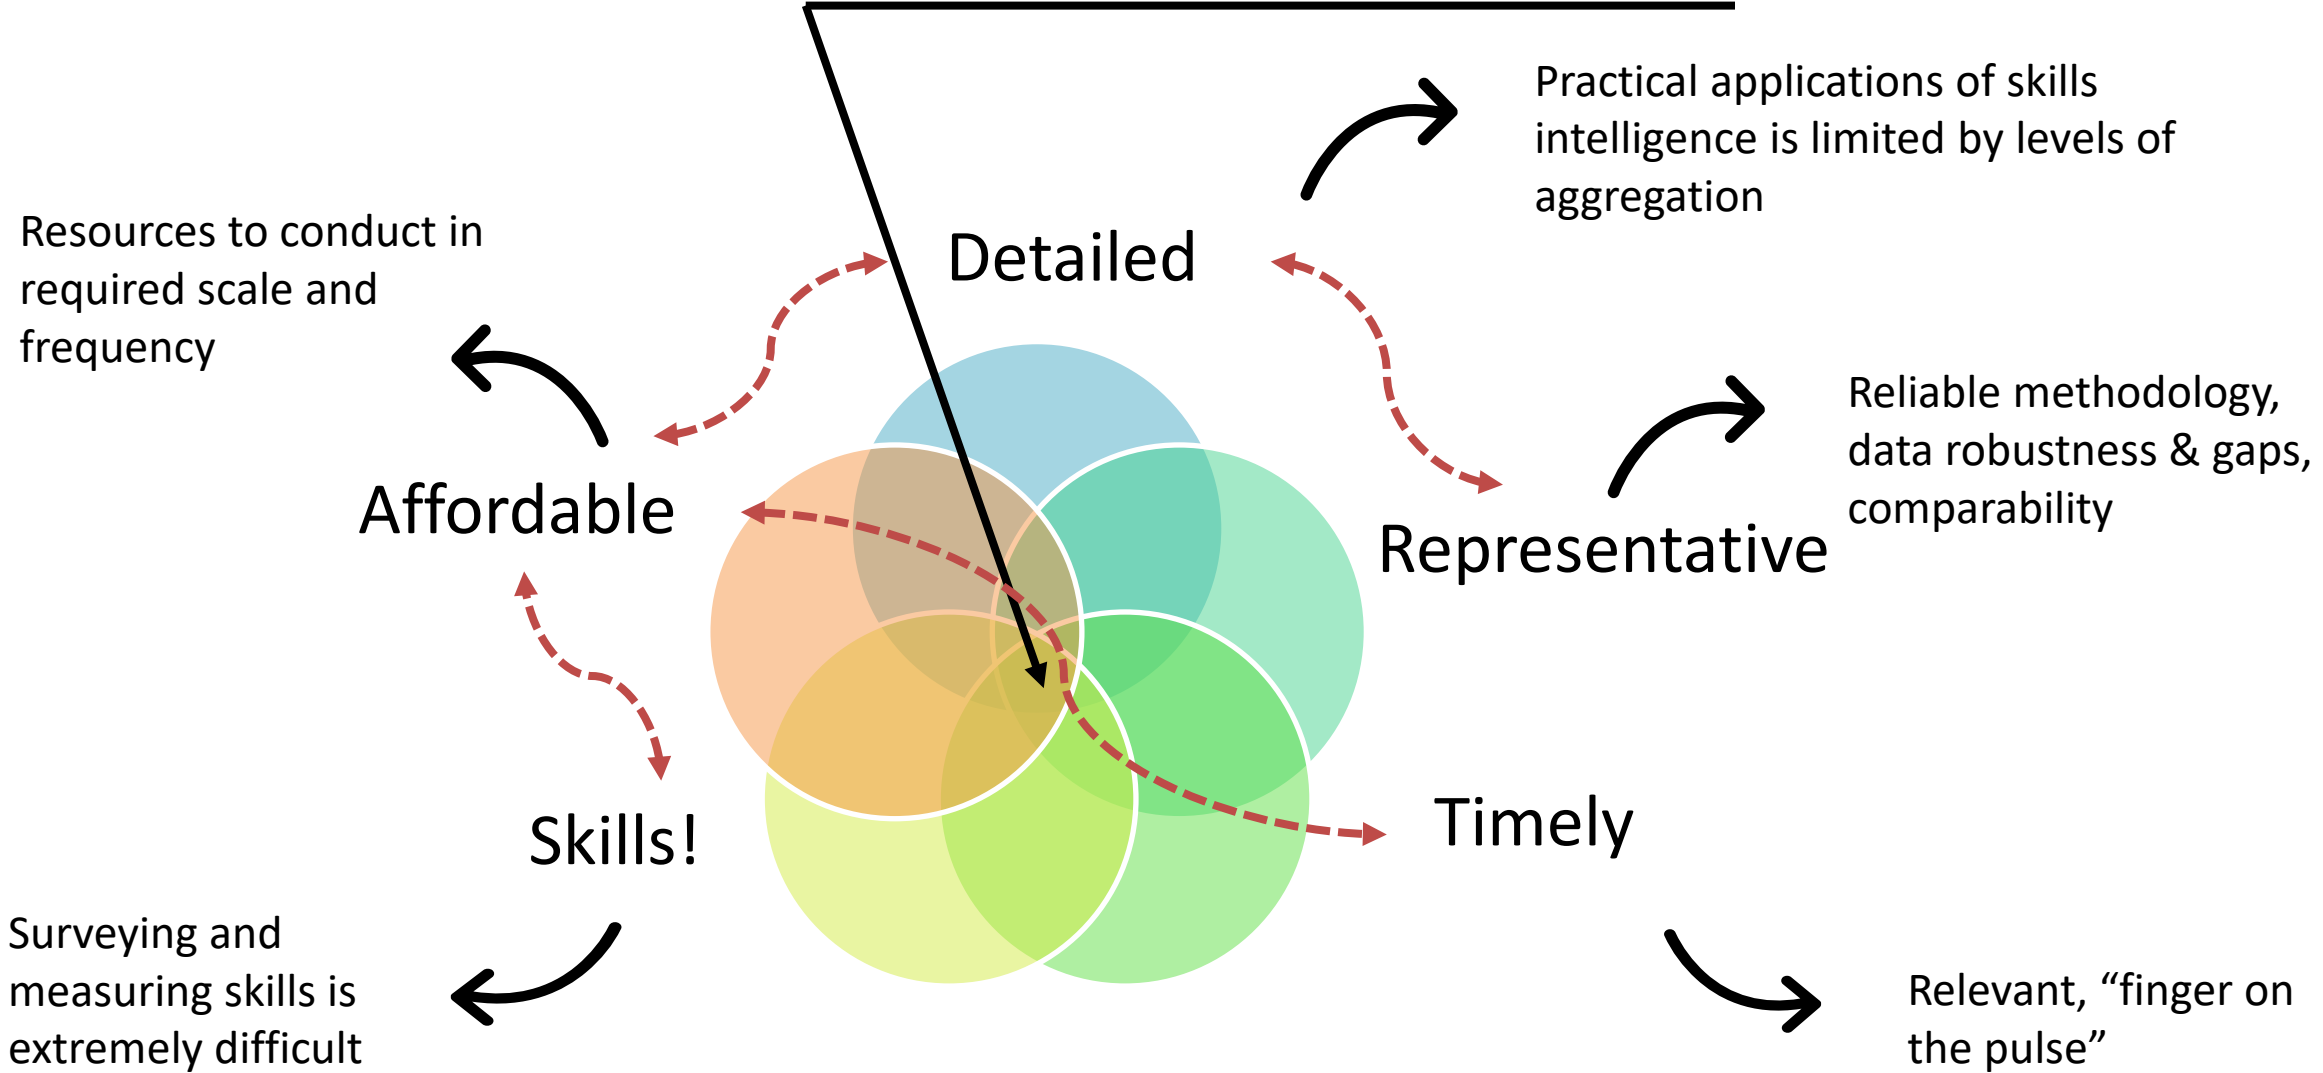 Practical applications of skills
intelligence is limited by levels of
aggregation
Resources to conduct in
required scale and
frequency
Detailed
Reliable methodology,
data robustness & gaps,
comparability
Affordable
Representative
Timely
Skills!
Surveying and
measuring skills is
extremely difficult
Relevant, “finger on
the pulse”